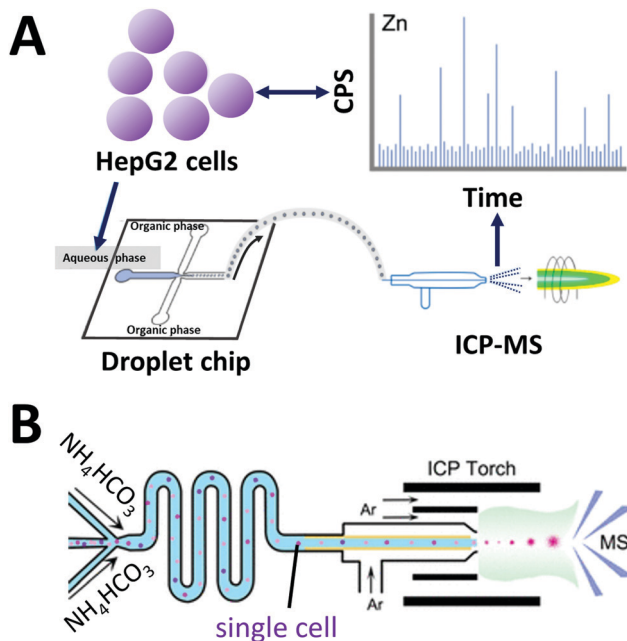 A
Zn
CPS
HepG2 cells
Time
Organic phase
Aqueous phase
Organic phase
Droplet chip
ICP-MS
B
NH4HCO3
ICP Torch
Ar
MS
NH4HCO3
Ar
single cell